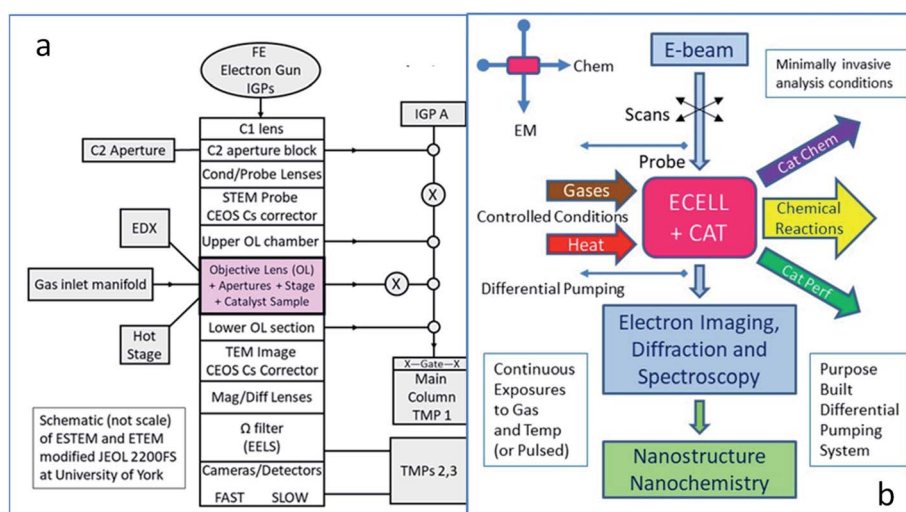 a
FE
Electron Gun
IGPs
C1 lens
C2 Aperture
C2 aperture block
Cond/Probe Lenses
STEM Probe
CEOS Cs corrector
EDX
Upper OL chamber
Gas inlet manifold
Objective Lens (OL)
+ Apertures + Stage
+ Catalyst Sample
Hot
Stage
Lower OL section
TEM Image
CEOS Cs Corrector
Mag/Diff Lenses
Ω filter
(EELS)
Cameras/Detectors
FAST SLOW
IGP A
X
X
X—Gate—X
Main
Column
TMP 1
TMPs 2,3
Schematic (not scale)
of ESTEM and ETEM
modified JEOL 2200FS
at University of York
Chem
EM
E-beam
Minimally invasive
analysis conditions
Scans
Probe
Gases
Controlled Conditions
Heat
ECELL
+ CAT
Cat Chem
Chemical
Reactions
Cat Perf
Differential Pumping
Electron Imaging,
Diffraction and
Spectroscopy
Continuous
Exposures
to Gas
and Temp
(or Pulsed)
Purpose
Built
Differential
Pumping
System
Nanostructure
Nanochemistry
b